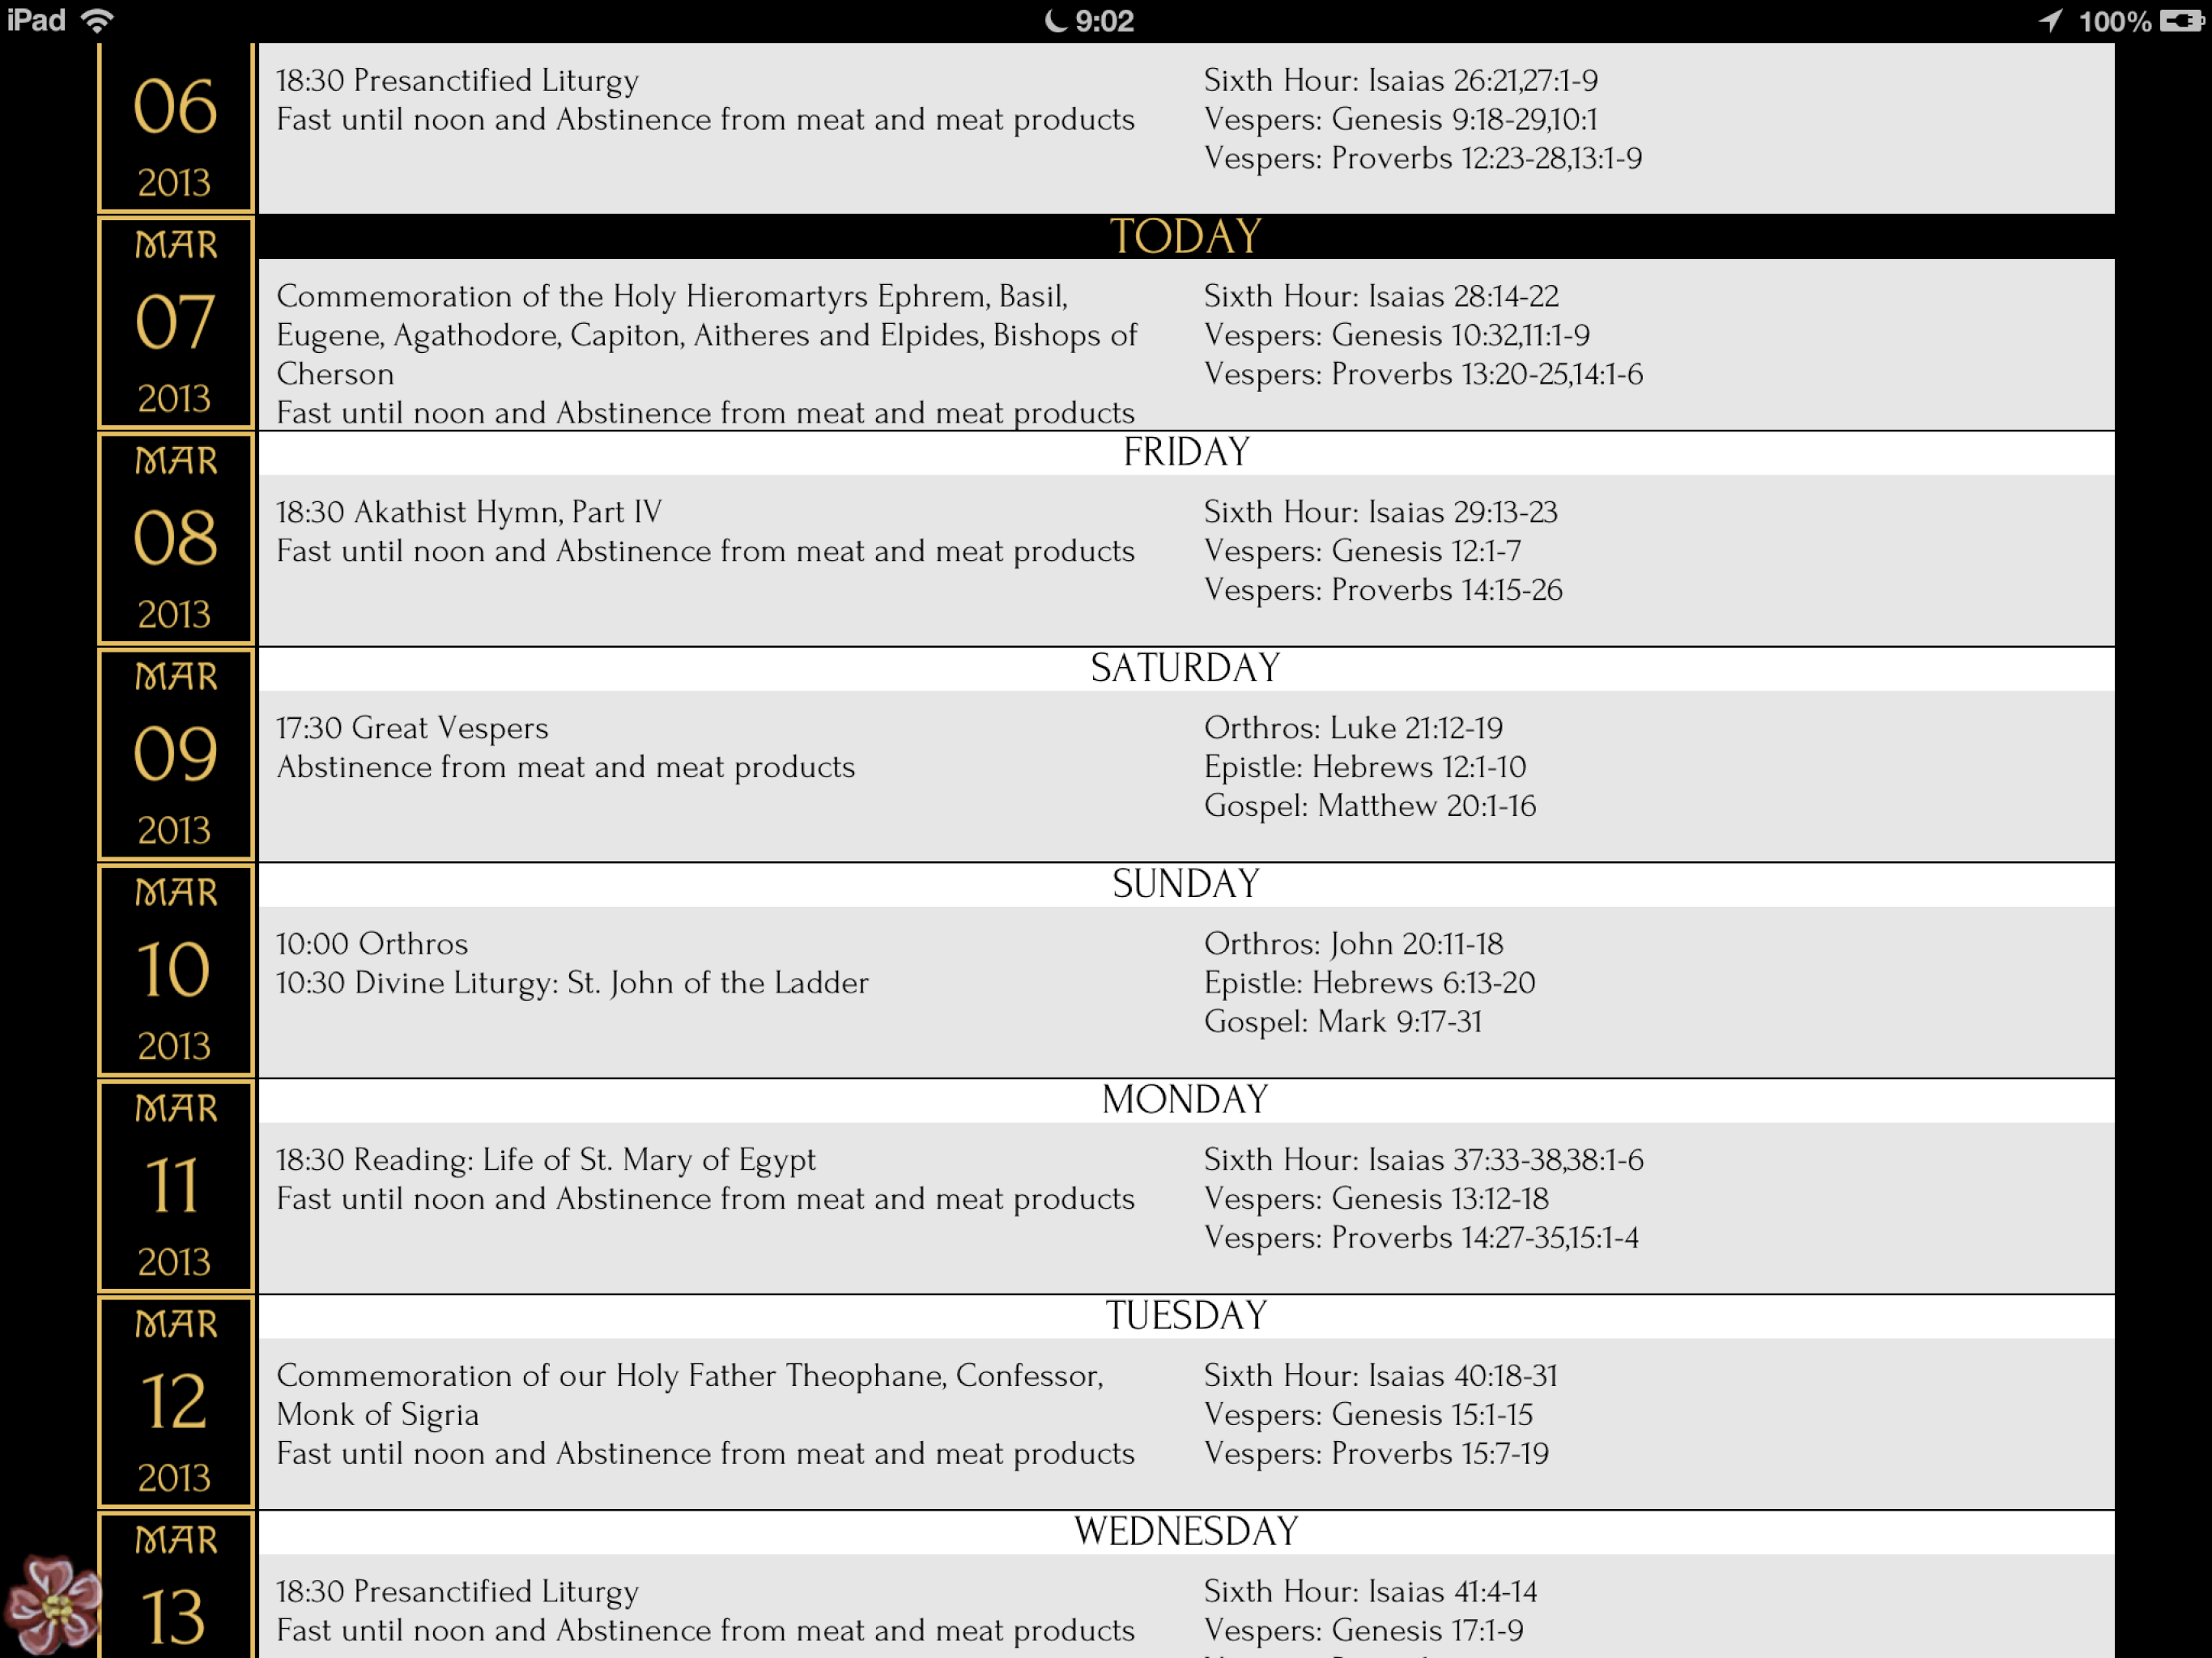 iPad 9:02 100%
06
2013
18:30 Presanctified Liturgy
Fast until noon and Abstinence from meat and meat products
Sixth Hour: Isaias 26:21,27:1-9
Vespers: Genesis 9:18-29,10:1
Vespers: Proverbs 12:23-28,13:1-9
MAR
07
2013
TODAY
Commemoration of the Holy Hieromartyrs Ephrem, Basil,
Eugene, Agathodore, Capiton, Aitheres and Elpides, Bishops of
Cherson
Fast until noon and Abstinence from meat and meat products
Sixth Hour: Isaias 28:14-22
Vespers: Genesis 10:32,11:1-9
Vespers: Proverbs 13:20-25,14:1-6
MAR
08
2013
FRIDAY
18:30 Akathist Hymn, Part IV
Fast until noon and Abstinence from meat and meat products
Sixth Hour: Isaias 29:13-23
Vespers: Genesis 12:1-7
Vespers: Proverbs 14:15-26
MAR
09
2013
SATURDAY
17:30 Great Vespers
Abstinence from meat and meat products
Orthros: Luke 21:12-19
Epistle: Hebrews 12:1-10
Gospel: Matthew 20:1-16
MAR
10
2013
SUNDAY
10:00 Orthros
10:30 Divine Liturgy: St. John of the Ladder
Orthros: John 20:11-18
Epistle: Hebrews 6:13-20
Gospel: Mark 9:17-31
MAR
11
2013
MONDAY
18:30 Reading: Life of St. Mary of Egypt
Fast until noon and Abstinence from meat and meat products
Sixth Hour: Isaias 37:33-38,38:1-6
Vespers: Genesis 13:12-18
Vespers: Proverbs 14:27-35,15:1-4
MAR
12
2013
TUESDAY
Commemoration of our Holy Father Theophane, Confessor,
Monk of Sigria
Fast until noon and Abstinence from meat and meat products
Sixth Hour: Isaias 40:18-31
Vespers: Genesis 15:1-15
Vespers: Proverbs 15:7-19
MAR
13
WEDNESDAY
18:30 Presanctified Liturgy
Fast until noon and Abstinence from meat and meat products
Sixth Hour: Isaias 41:4-14
Vespers: Genesis 17:1-9